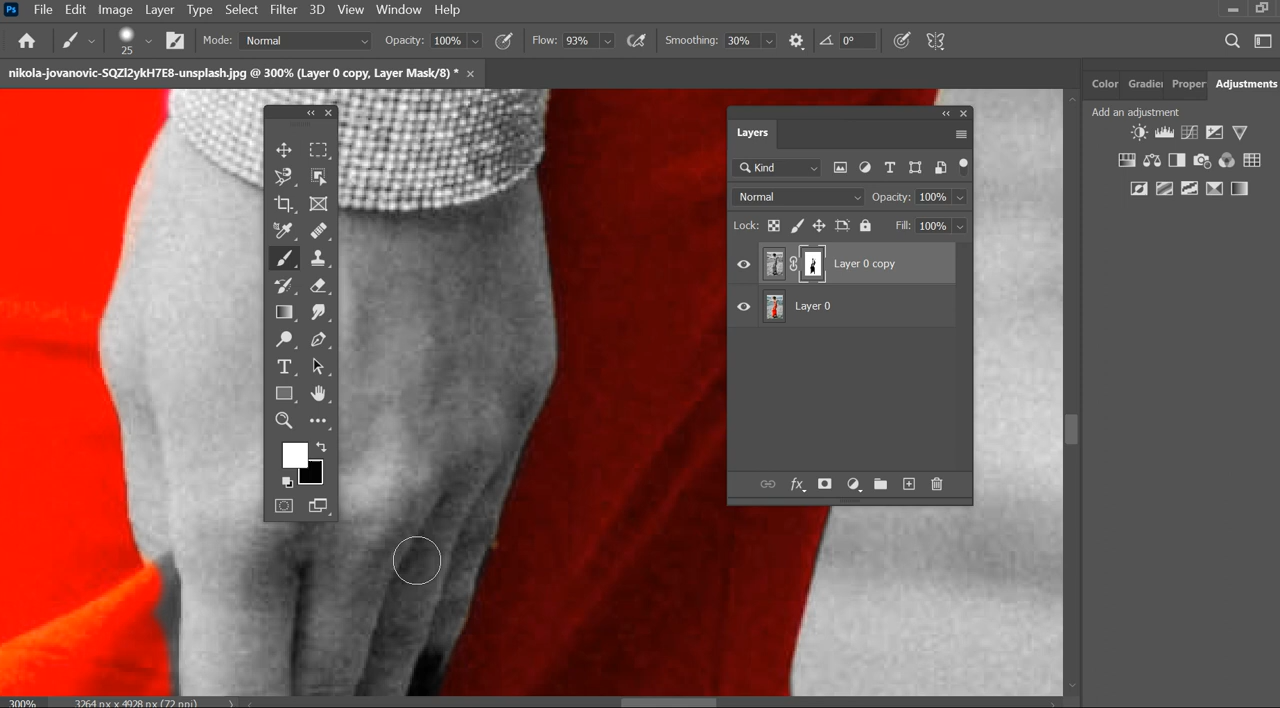 Ps File Edit Image Layer Type Select Filter 3D View Window Help
25 Mode: Normal Opacity: 100% Flow: 93% Smoothing: 30% 0°
nikola-jovanovic-SQZl2ykH7E8-unsplash.jpg @ 300% (Layer 0 copy, Layer Mask/8) * ×
Color Gradie Proper Adjustments
Add an adjustment
Layers
Kind
Normal Opacity: 100%
Lock: Fill: 100%
Layer 0 copy
Layer 0
fx
300% 3264 px x 4928 px (72 ppi)